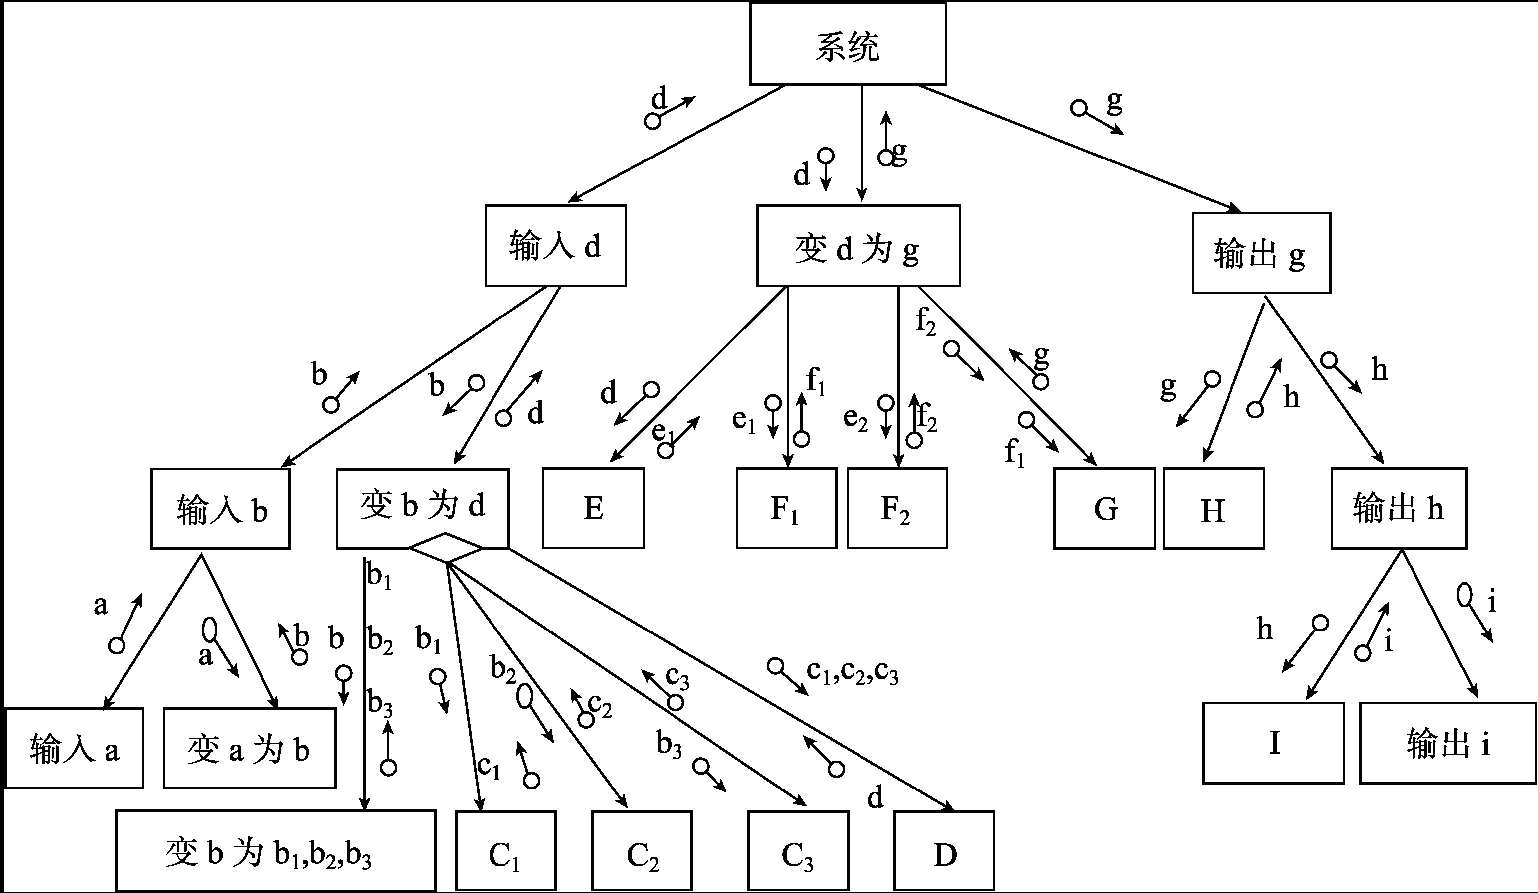 系统
d
g
d
g
输入 d
变 d 为 g
输出 g
b
b
d
d
e₁
e₁
f₁
e₂
f₂
f₂
g
f₁
g
h
h
输入 b
变 b 为 d
E
F₁
F₂
G
H
输出 h
a
a
b
b
b₁
b₂
b₃
b₁
c₁
b₂
c₂
b₃
c₃
c₁,c₂,c₃
d
h
i
i
输入 a
变 a 为 b
I
输出 i
变 b 为 b₁,b₂,b₃
C₁
C₂
C₃
D